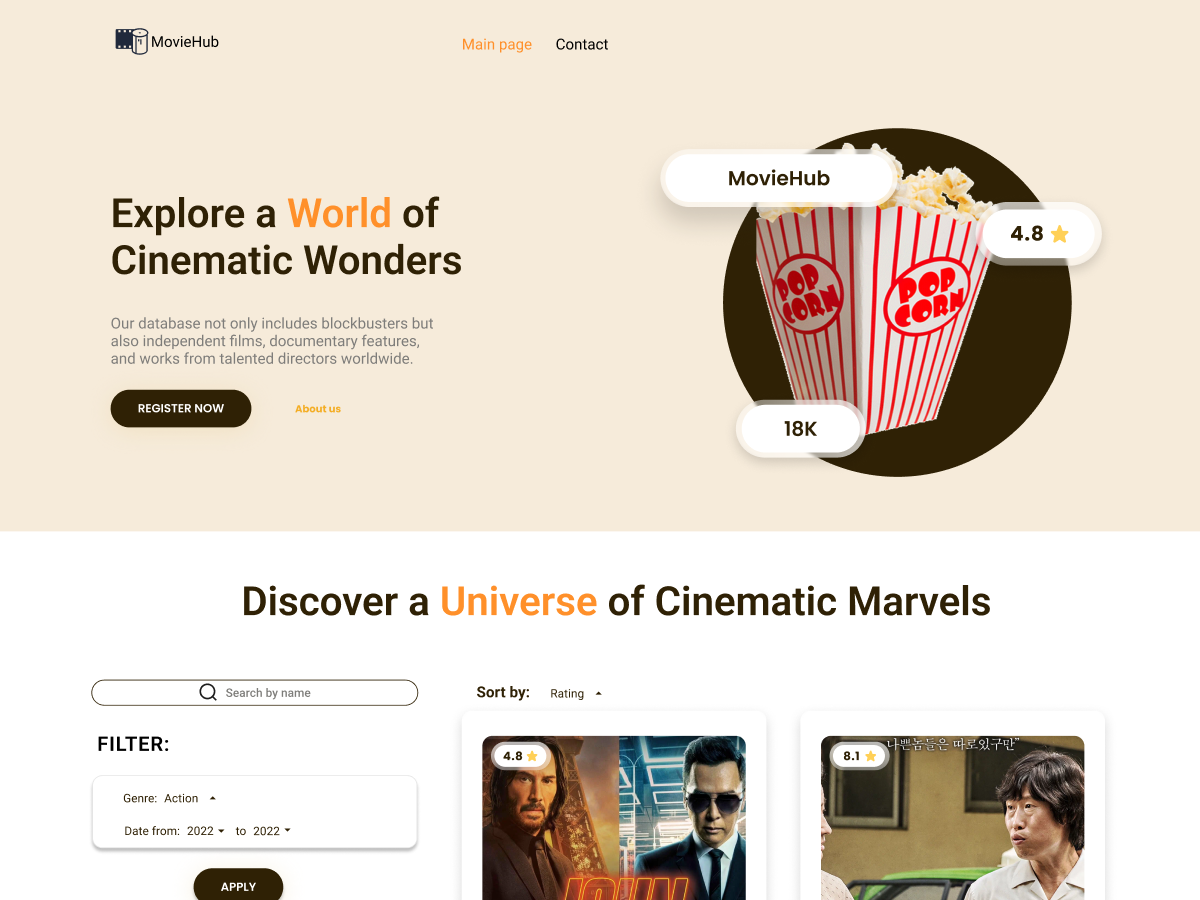 MovieHub
Main page
Contact
MovieHub
4.8
POP
CORN
POP
CORN
18K
Explore a World of
Cinematic Wonders
Our database not only includes blockbusters but
also independent films, documentary features,
and works from talented directors worldwide.
REGISTER NOW
About us
Discover a Universe of Cinematic Marvels
Search by name
FILTER:
Genre: Action
Date from: 2022 to 2022
APPLY
Sort by: Rating
4.8
JOHN
8.1
나쁜놈들은 따로있구만”